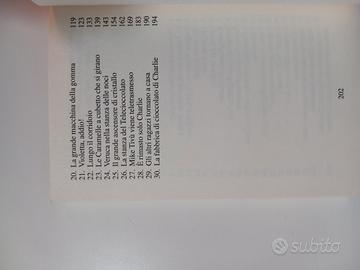 20. La grande macchina della gomma 119
21. Violetta, addio! 123
22. Lungo il corridoio 133
23. Le Caramelle a cubetto che si girano 139
24. Veruca nella stanza delle noci 143
25. Il grande ascensore di cristallo 154
26. La stanza del Telecioccolato 162
27. Mike Tivù viene teletrasmesso 169
28. È rimasto solo Charlie 183
29. Gli altri ragazzi tornano a casa 190
30. La fabbrica di cioccolato di Charlie 194
202
subito